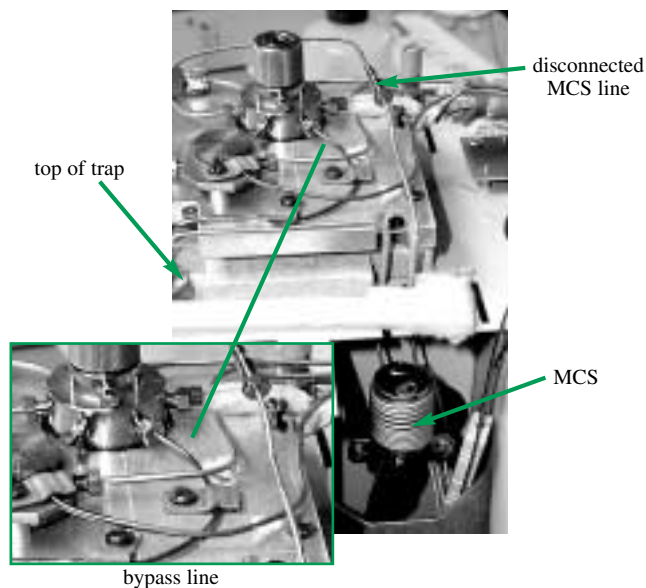 disconnected
MCS line
top of trap
MCS
bypass line